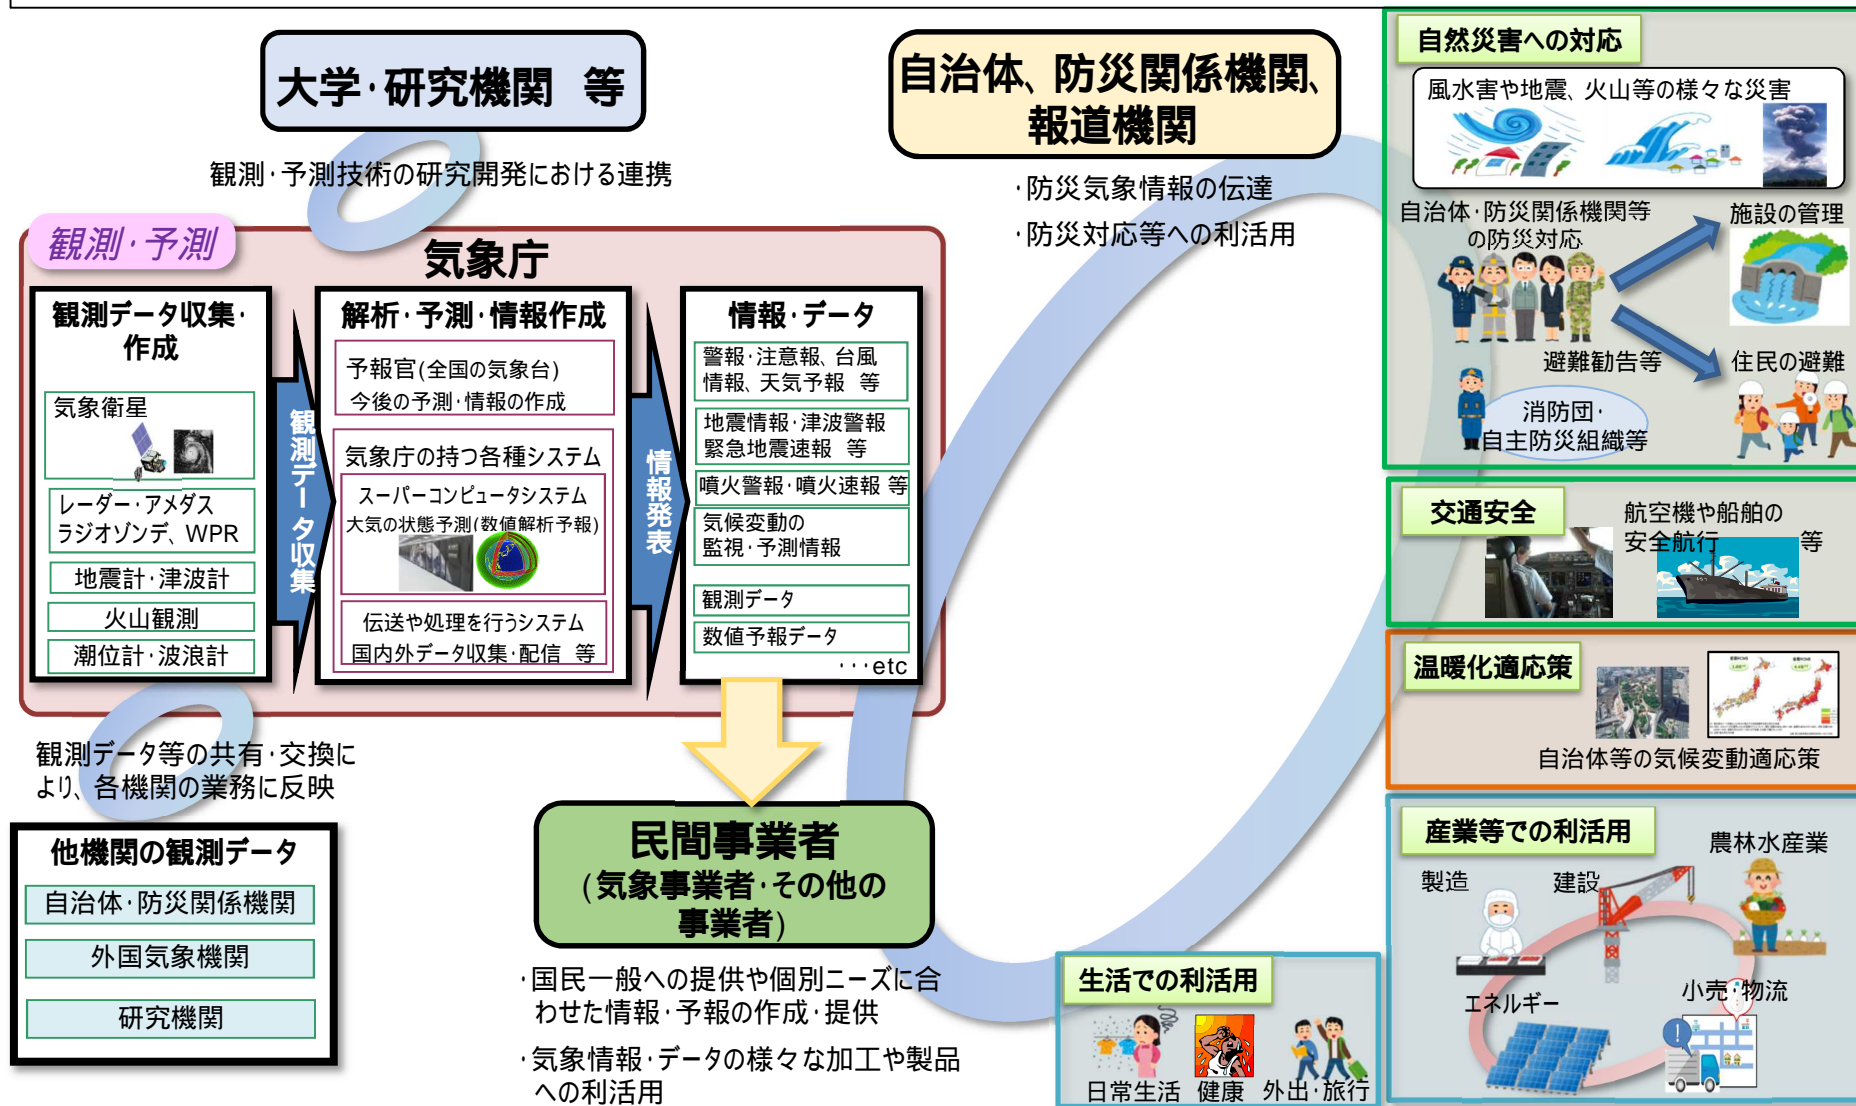 大学・研究機関　等
観測・予測技術の研究開発における連携
自治体、防災関係機関、
報道機関
・防災気象情報の伝達
・防災対応等への利活用
観測・予測
気象庁
観測データ収集・
作成
気象衛星
レーダー・アメダス
ラジオゾンデ、WPR
地震計・津波計
火山観測
潮位計・波浪計
観測データ収集
解析・予測・情報作成
予報官(全国の気象台)
今後の予測・情報の作成
気象庁の持つ各種システム
スーパーコンピュータシステム
大気の状態予測(数値解析予報)
伝送や処理を行うシステム
国内外データ収集・配信　等
情報発表
情報・データ
警報・注意報、台風
情報、天気予報　等
地震情報・津波警報
緊急地震速報　等
噴火警報・噴火速報 等
気候変動の
監視・予測情報
観測データ
数値予報データ
・・・etc
観測データ等の共有・交換に
より、各機関の業務に反映
他機関の観測データ
自治体・防災関係機関
外国気象機関
研究機関
民間事業者
(気象事業者・その他の
事業者)
・国民一般への提供や個別ニーズに合
わせた情報・予報の作成・提供
・気象情報・データの様々な加工や製品
への利活用
自然災害への対応
風水害や地震、火山等の様々な災害
自治体・防災関係機関等
の防災対応
施設の管理
避難勧告等
住民の避難
消防団・
自主防災組織等
交通安全
航空機や船舶の
安全航行　　　等
温暖化適応策
自治体等の気候変動適応策
産業等での利活用
農林水産業
製造
建設
エネルギー
小売・物流
生活での利活用
日常生活
健康
外出・旅行